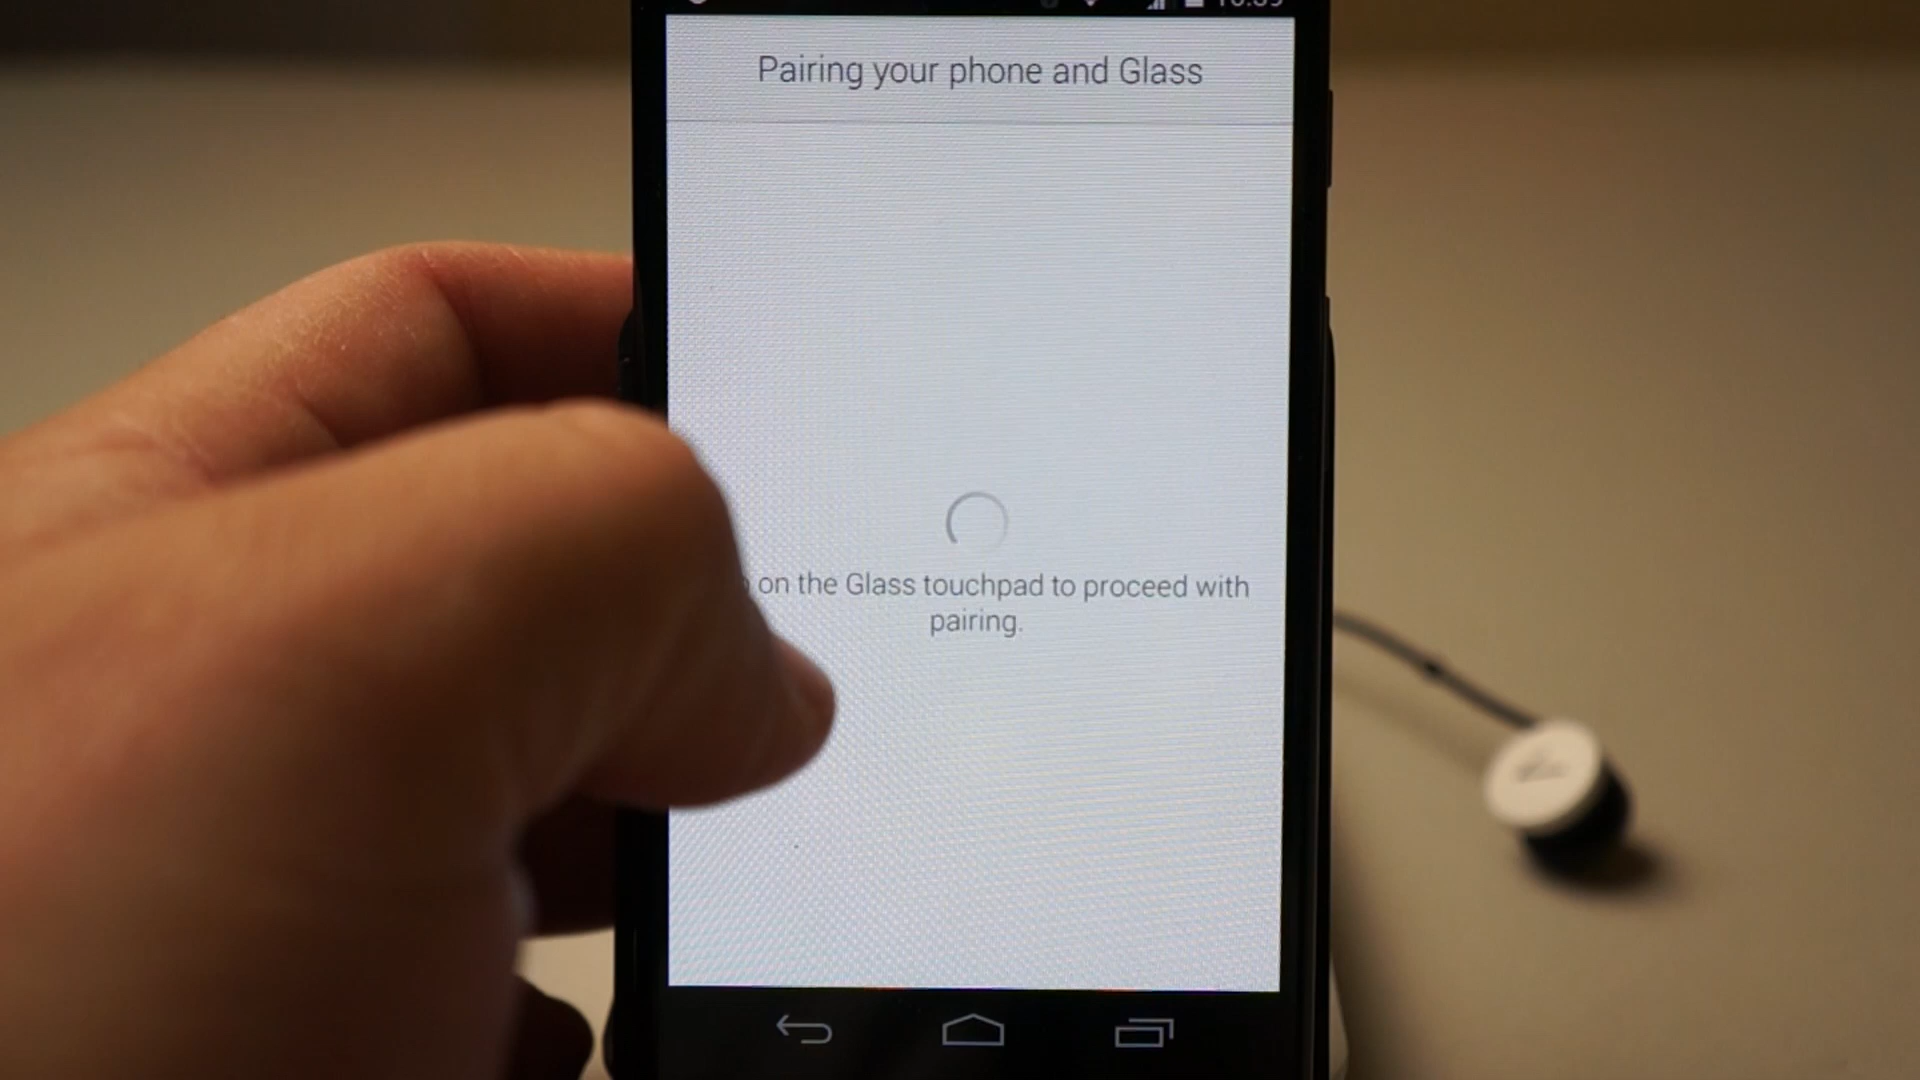 Pairing your phone and Glass
on the Glass touchpad to proceed with
pairing.